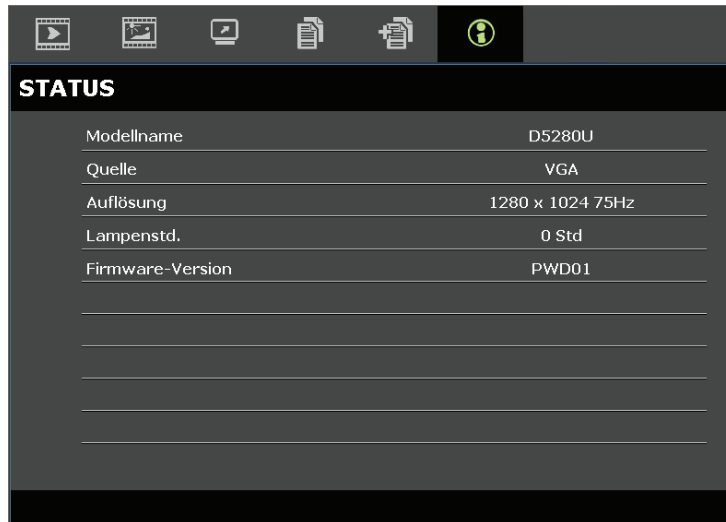 STATUS
Modellname D5280U
Quelle VGA
Auflösung 1280 x 1024 75Hz
Lampenstd. 0 Std
Firmware-Version PWD01